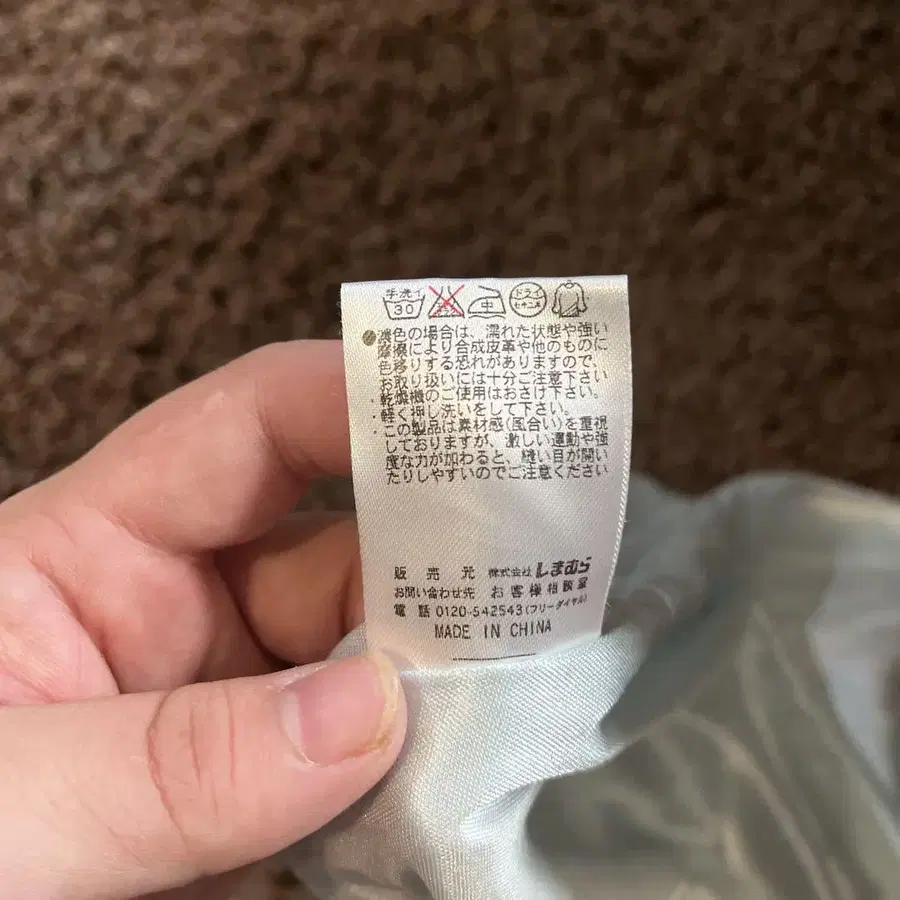 手洗イ
30
中
ドライ
セキユ系
●濃色の場合は、濡れた状態や強い
摩擦により合成皮革や他のものに
色移りする恐れがありますので、
お取り扱いには十分ご注意下さい
・乾燥機のご使用はおさけ下さい。
・軽く押し洗いをして下さい。
・この製品は素材感(風合い)を重視
しておりますが、激しい運動や強
度な力が加わると、縫い目が開い
たりしやすいのでご注意ください
販売元 株式会社しまむら
お問い合わせ先 お客様相談室
電話 0120-542543(フリーダイヤル)
MADE IN CHINA